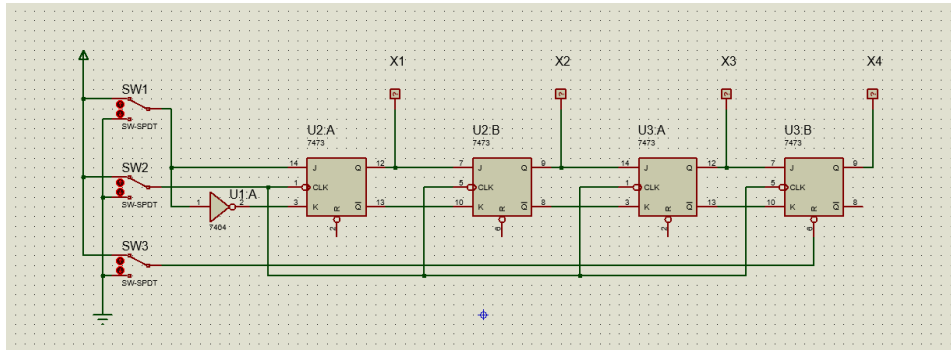 X1 X2 X3 X4
? ? ? ?
SW1
SW-SPDT
U2:A U2:B U3:A U3:B
7473 7473 7473 7473
14 J Q 12 7 J Q 9 14 J Q 12 7 J Q 9
SW2
SW-SPDT
1 CLK 5 CLK 1 CLK 5 CLK
U1:A
1 2 3 K Q 13 10 K Q 8 3 K Q 13 10 K Q 8
7404
R R R R
2 6 2 6
SW3
SW-SPDT